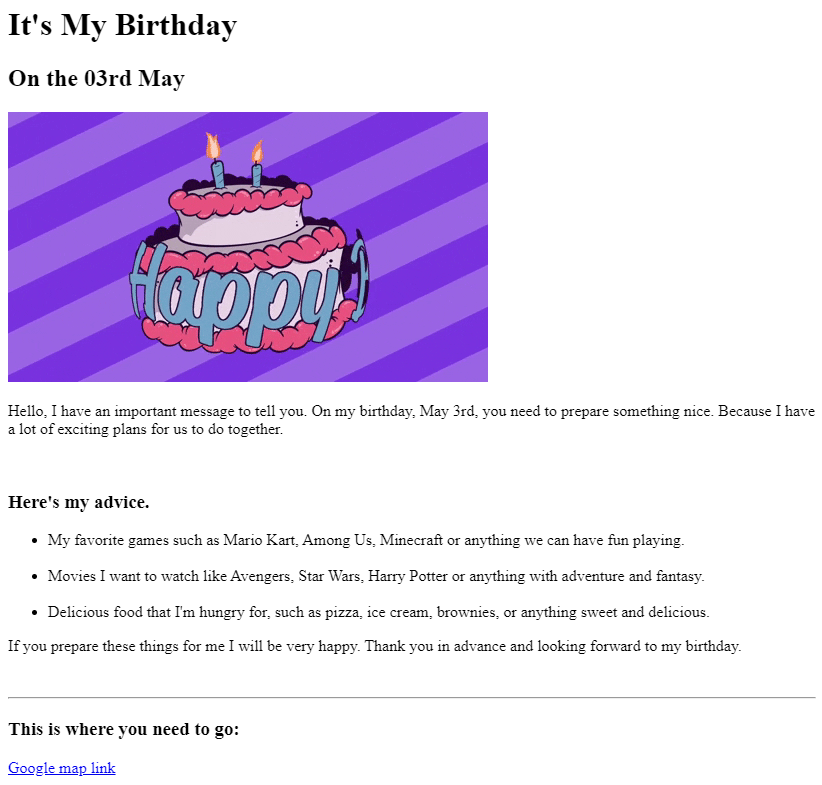 It's My Birthday
On the 03rd May
Happy
Hello, I have an important message to tell you. On my birthday, May 3rd, you need to prepare something nice. Because I have
a lot of exciting plans for us to do together.
Here's my advice.
My favorite games such as Mario Kart, Among Us, Minecraft or anything we can have fun playing.
Movies I want to watch like Avengers, Star Wars, Harry Potter or anything with adventure and fantasy.
Delicious food that I'm hungry for, such as pizza, ice cream, brownies, or anything sweet and delicious.
If you prepare these things for me I will be very happy. Thank you in advance and looking forward to my birthday.
This is where you need to go:
Google map link